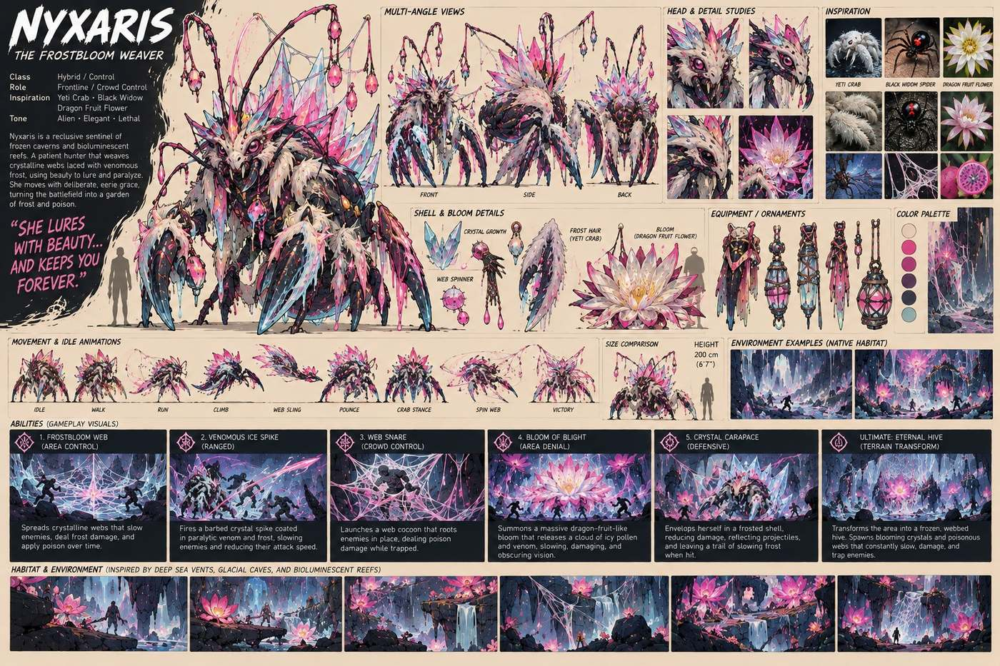 NYXARIS
THE FROSTBLOOM WEAVER
Class Hybrid / Control
Role Frontline / Crowd Control
Inspiration Yeti Crab • Black Widow
Dragon Fruit Flower
Tone Alien • Elegant • Lethal
Nyxaris is a reclusive sentinel of
frozen caverns and bioluminescent
reefs. A patient hunter that weaves
crystalline webs laced with venomous
frost, using beauty to lure and paralyze.
She moves with deliberate, eerie grace,
turning the battlefield into a garden
of frost and poison.
"SHE LURES
WITH BEAUTY...
AND KEEPS YOU
FOREVER."
MULTI-ANGLE VIEWS
FRONT
SIDE
BACK
HEAD & DETAIL STUDIES
INSPIRATION
YETI CRAB
BLACK WIDOM SPIDER
DRAGON FRUIT FLOWER
SHELL & BLOOM DETAILS
CRYSTAL GROWTH
WEB SPINNER
FROST HAIR
(YETI CRAB)
BLOOM
(DRAGON FRUIT FLOWER)
EQUIPMENT / ORNAMENTS
COLOR PALETTE
MOVEMENT & IDLE ANIMATIONS
IDLE
WALK
RUN
CLIMB
WEB SLING
POUNCE
CRAB STANCE
SPIN WEB
VICTORY
SIZE COMPARISON
HEIGHT
200 cm
(6'7")
ENVIRONMENT EXAMPLES (NATIVE HABITAT)
ABILITIES (GAMEPLAY VISUALS)
1. FROSTBLOOM WEB
(AREA CONTROL)
Spreads crystalline webs that slow
enemies, deal frost damage, and
apply poison over time.
2. VENOMOUS ICE SPIKE
(RANGED)
Fires a barbed crystal spike coated
in paralytic venom and frost, slowing
enemies and reducing their attack speed.
3. WEB SNARE
(CROWD CONTROL)
Launches a web cocoon that roots
enemies in place, dealing poison
damage while trapped.
4. BLOOM OF BLIGHT
(AREA DENIAL)
Summons a massive dragon-fruit-like
bloom that releases a cloud of icy pollen
and venom, slowing, damaging, and
obscuring vision.
5. CRYSTAL CARAPACE
(DEFENSIVE)
Envelops herself in a frosted shell,
reducing damage, reflecting projectiles,
and leaving a trail of slowing frost
when hit.
ULTIMATE: ETERNAL HIVE
(TERRAIN TRANSFORM)
Transforms the area into a frozen, webbed
hive. Spawns blooming crystals and poisonous
webs that constantly slow, damage, and
trap enemies.
HABITAT & ENVIRONMENT (INSPIRED BY DEEP SEA VENTS, GLACIAL CAVES, AND BIOLUMINESCENT REEFS)